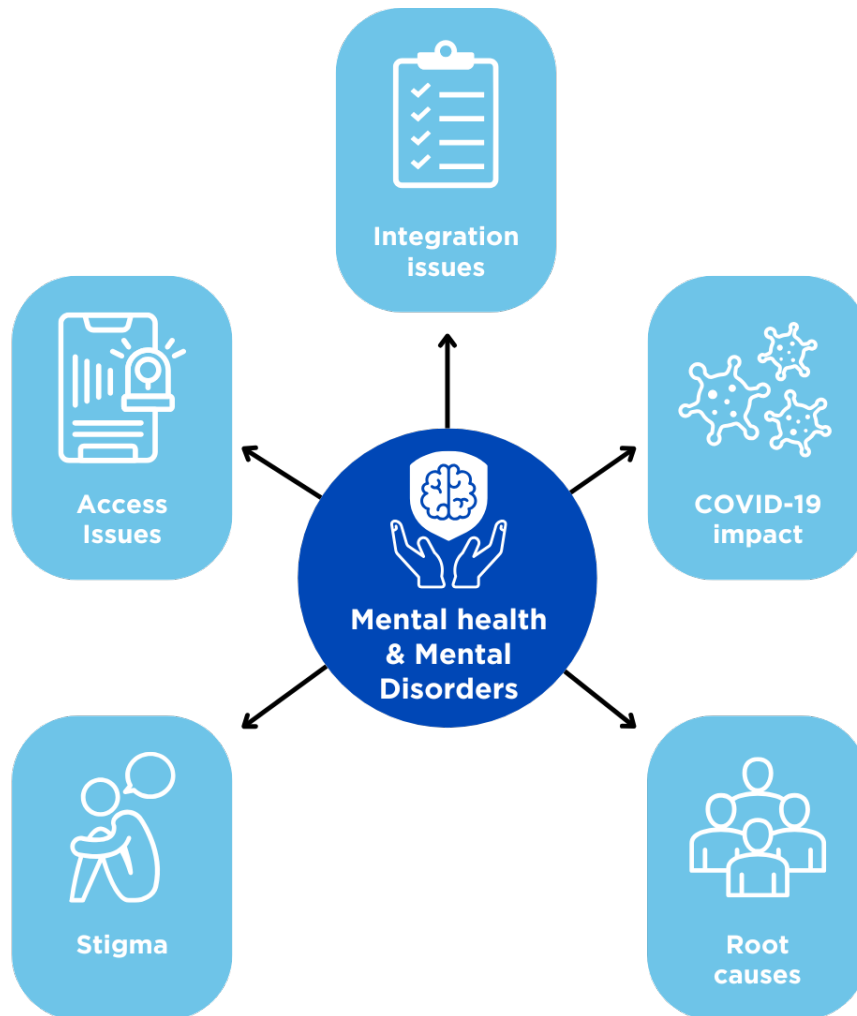 Integration
issues
Access
Issues
COVID-19
impact
Mental health
& Mental
Disorders
Stigma
Root
causes